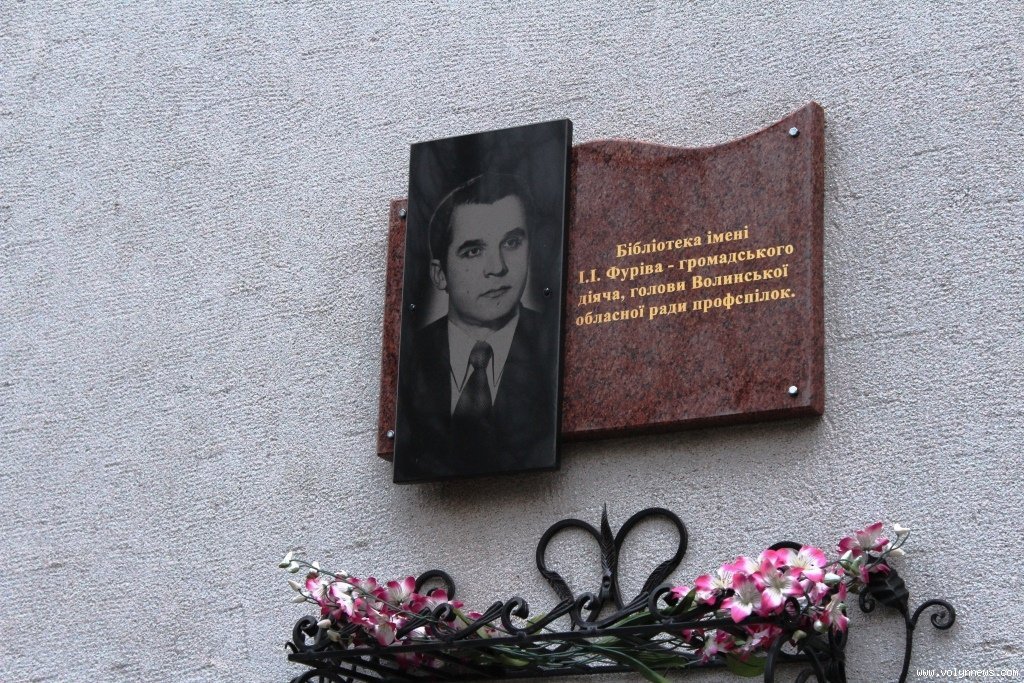 Бібліотека імені
І.І. Фуріва - громадського
діяча, голови Волинської
обласної ради профспілок.
www.volynnews.com